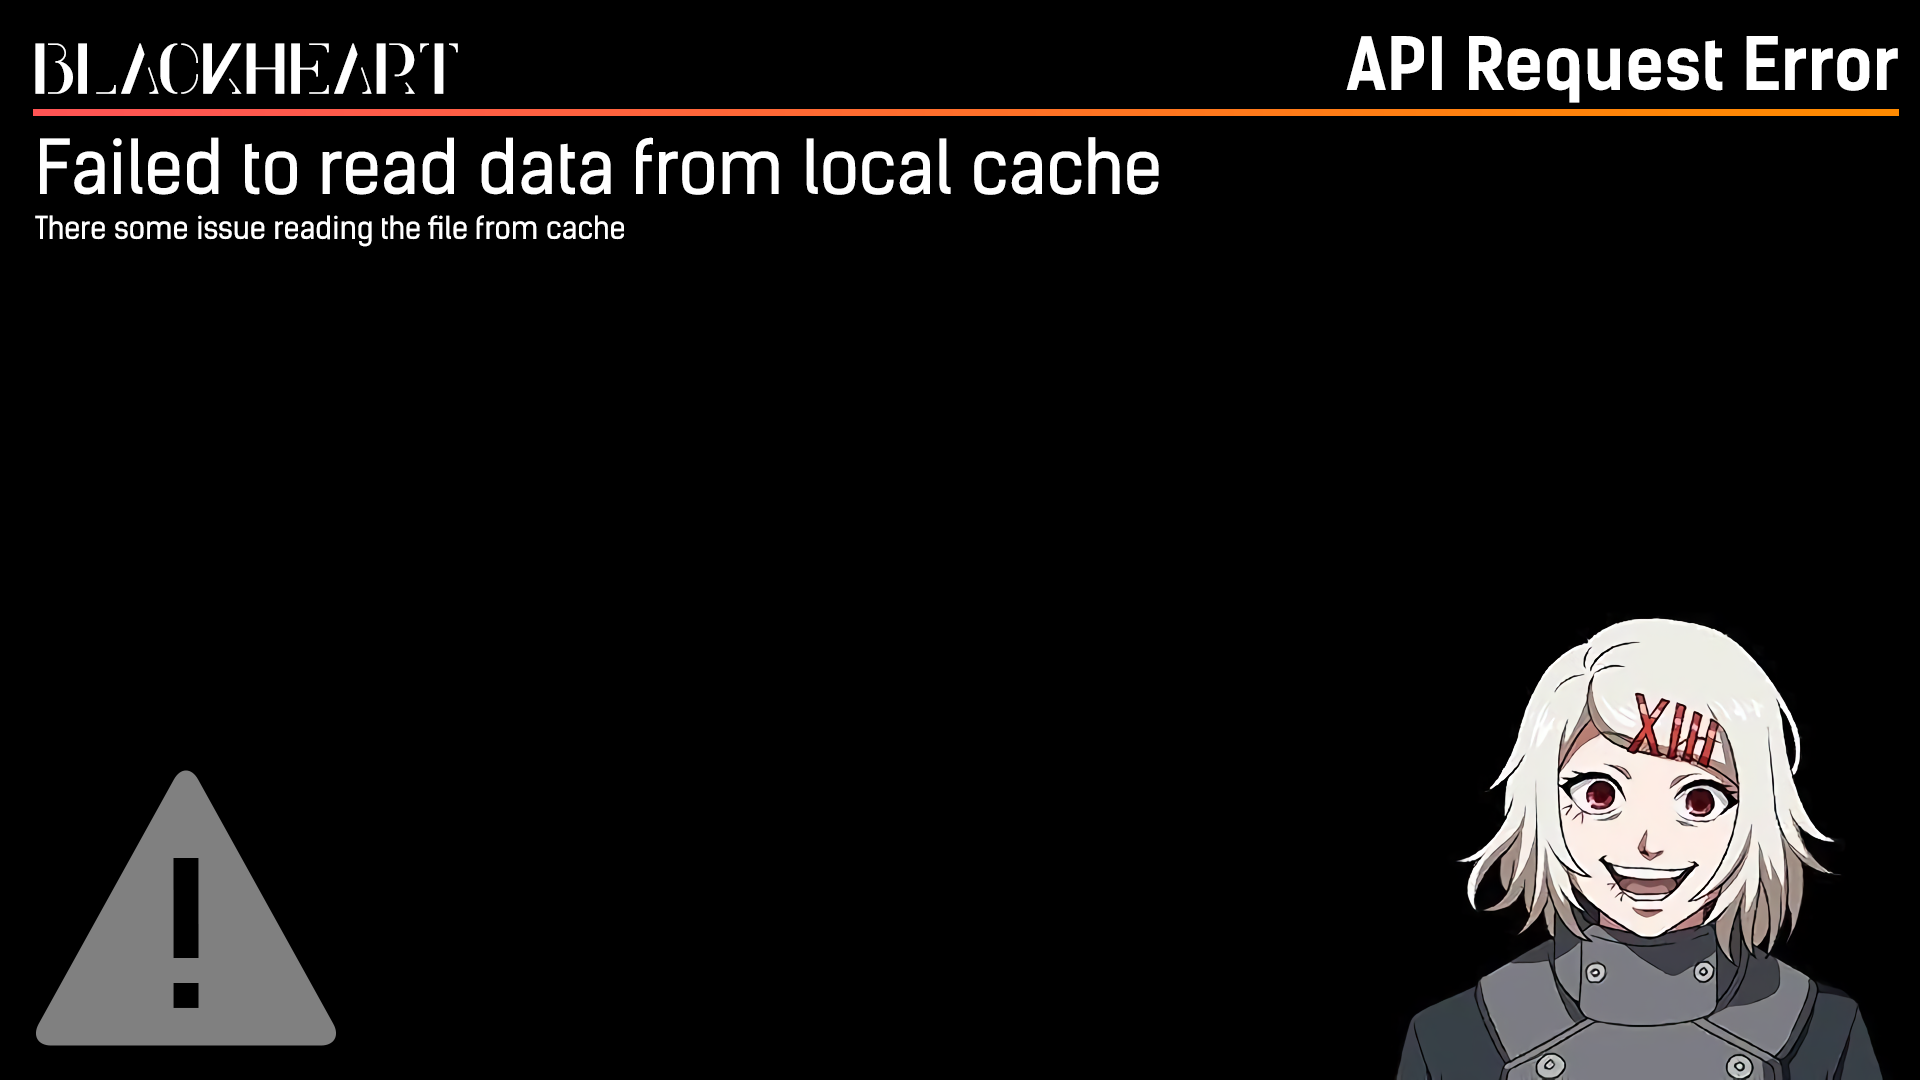 BLACKHEART
API Request Error
Failed to read data from local cache
There some issue reading the file from cache
XIII
!